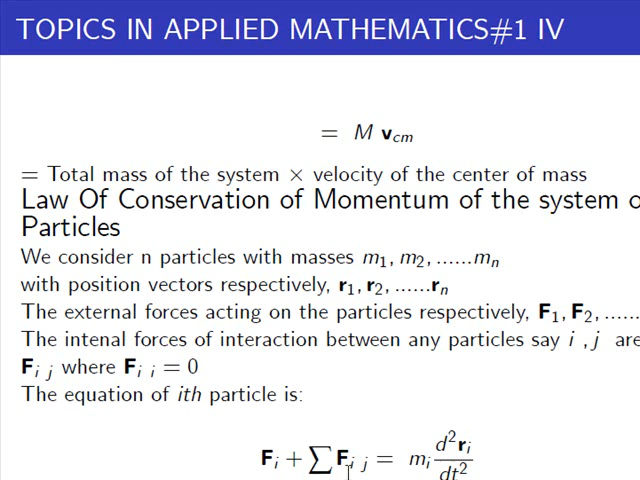 TOPICS IN APPLIED MATHEMATICS#1 IV
= M v_cm
= Total mass of the system × velocity of the center of mass
Law Of Conservation of Momentum of the system o
Particles
We consider n particles with masses m_1, m_2, ......m_n
with position vectors respectively, r_1, r_2, ......r_n
The external forces acting on the particles respectively, F_1, F_2, ......
The intenal forces of interaction between any particles say i , j are
F_i j where F_i i = 0
The equation of ith particle is:
F_i + ∑ F_i j = m_i d²r_i/dt²